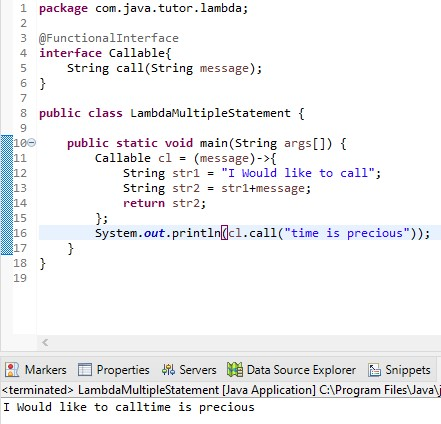 1 package com.java.tutor.lambda;
2
3 @FunctionalInterface
4 interface Callable{
5 String call(String message);
6 }
7
8 public class LambdaMultipleStatement {
9
10 public static void main(String args[]) {
11 Callable cl = (message)->{
12 String str1 = "I Would like to call";
13 String str2 = str1+message;
14 return str2;
15 };
16 System.out.println(cl.call("time is precious"));
17 }
18 }
19
Markers Properties Servers Data Source Explorer Snippets
<terminated> LambdaMultipleStatement [Java Application] C:\Program Files\Java\j
I Would like to calltime is precious